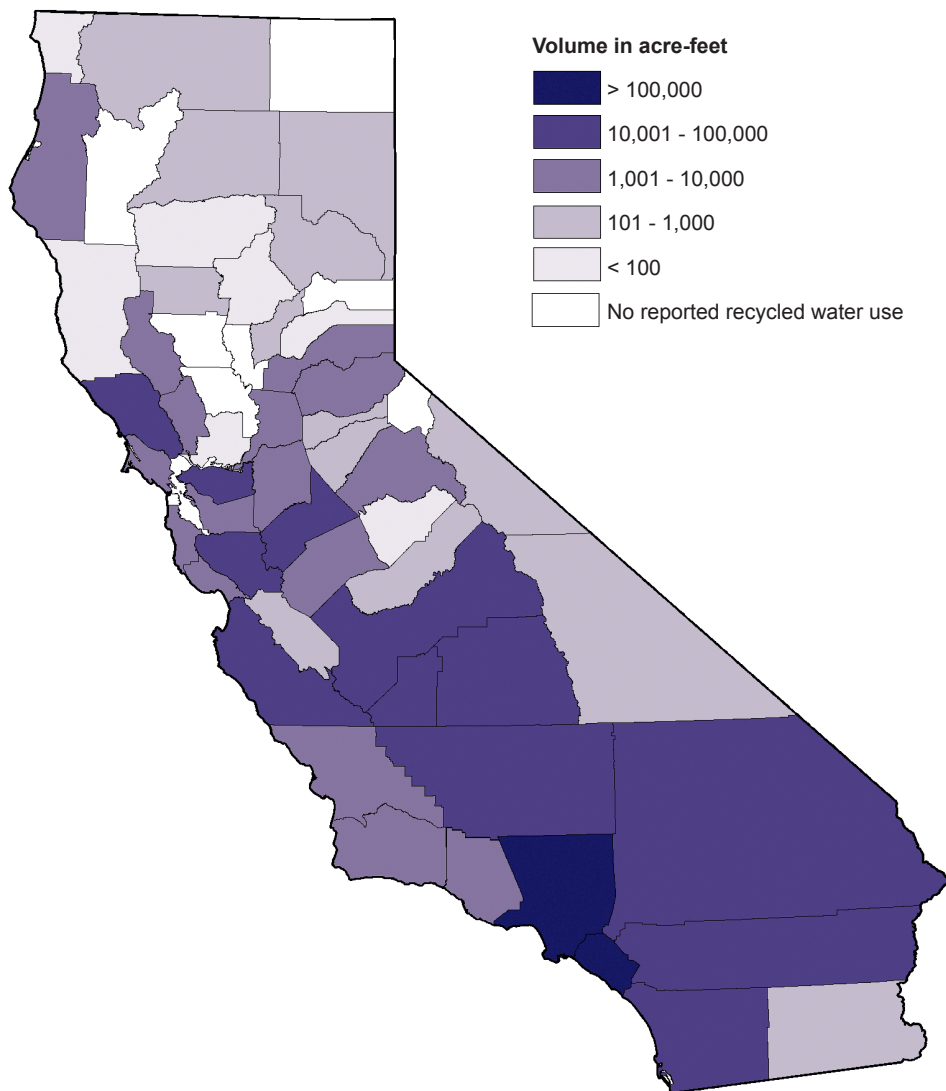 Volume in acre-feet
> 100,000
10,001 - 100,000
1,001 - 10,000
101 - 1,000
< 100
No reported recycled water use